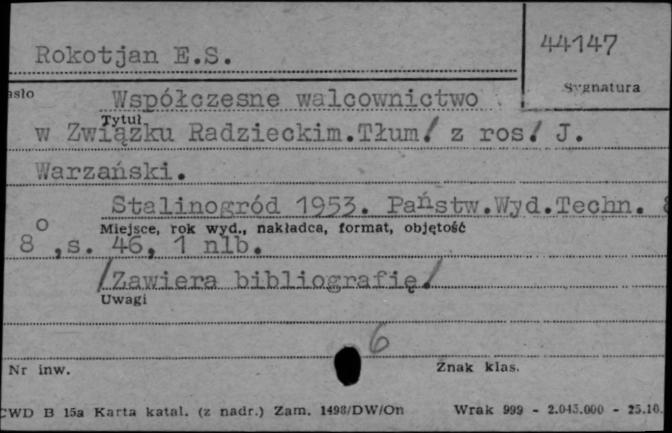 Rokotjan E.S.
44147
Sygnatura
Współczesne walcownictwo
Tytuł
w Związku Radzieckim.Tłum/ z ros/ J.
Warzański.
Stalinogród 1953. Państw.Wyd.Techn.
Miejsce, rok wyd., nakładca, format, objętość
8°,s. 46, 1 nlb.
/Zawiera bibliografię/
Uwagi
6
Nr inw.
Znak klas.
CWD B 15a Karta katal. (z nadr.) Zam. 1498/DW/On Wrak 999 - 2.045.000 - 25.10.